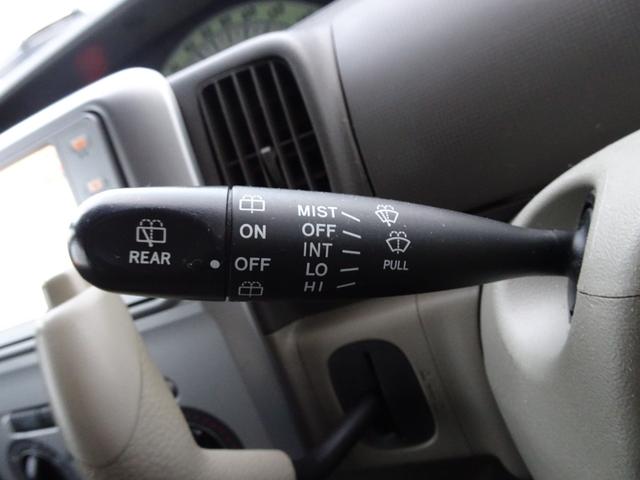 REAR
ON
OFF
MIST
OFF
INT
LO
HI
PULL